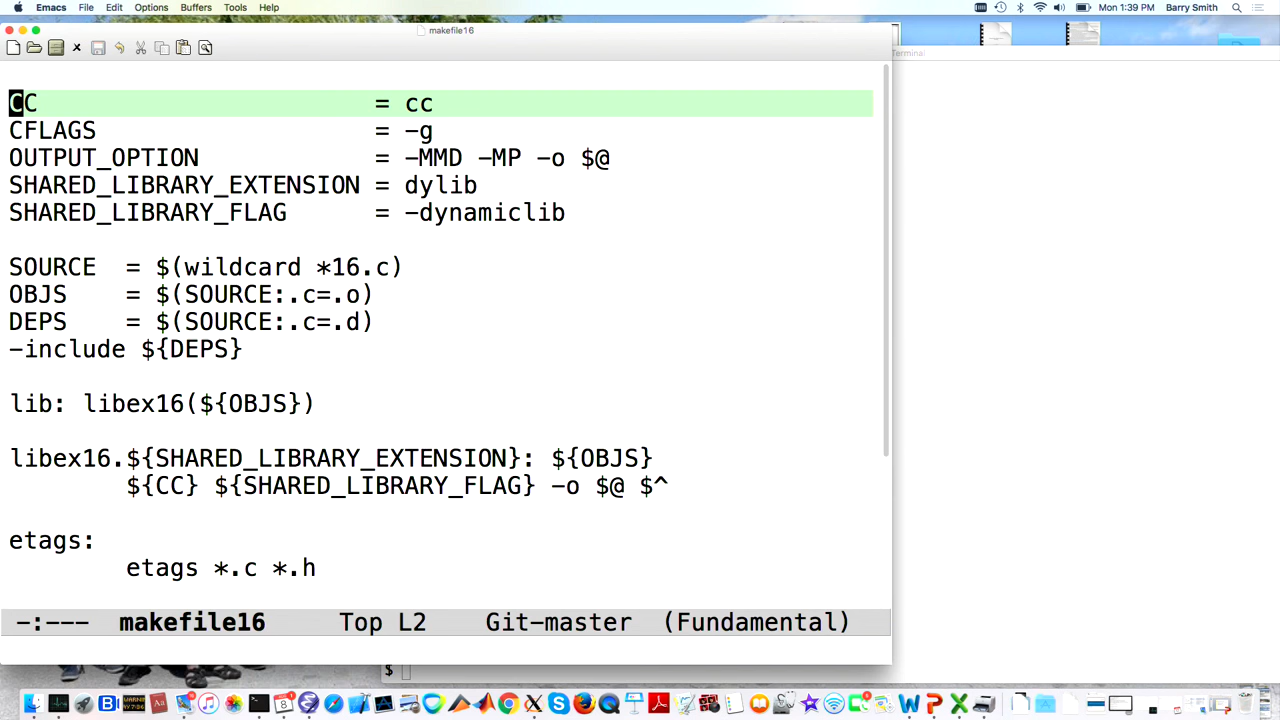 Emacs File Edit Options Buffers Tools Help Mon 1:39 PM Barry Smith
makefile16
Terminal
CC = cc
CFLAGS = -g
OUTPUT_OPTION = -MMD -MP -o $@
SHARED_LIBRARY_EXTENSION = dylib
SHARED_LIBRARY_FLAG = -dynamiclib
SOURCE = $(wildcard *16.c)
OBJS = $(SOURCE:.c=.o)
DEPS = $(SOURCE:.c=.d)
-include ${DEPS}
lib: libex16(${OBJS})
libex16.${SHARED_LIBRARY_EXTENSION}: ${OBJS}
${CC} ${SHARED_LIBRARY_FLAG} -o $@ $^
etags:
etags *.c *.h
-:--- makefile16 Top L2 Git-master (Fundamental)
$